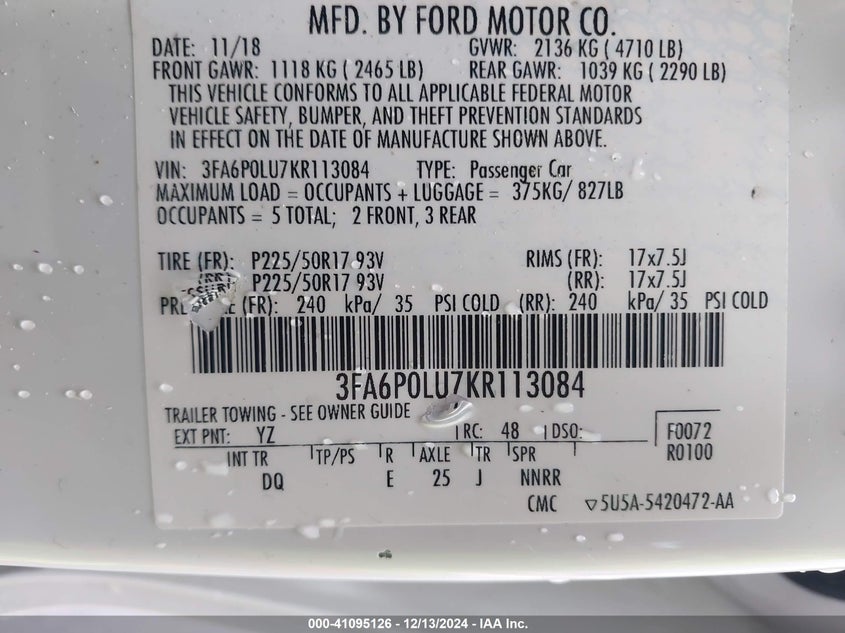 MFD. BY FORD MOTOR CO.
DATE: 11/18 GVWR: 2136 KG ( 4710 LB)
FRONT GAWR: 1118 KG ( 2465 LB) REAR GAWR: 1039 KG ( 2290 LB)
THIS VEHICLE CONFORMS TO ALL APPLICABLE FEDERAL MOTOR
VEHICLE SAFETY, BUMPER, AND THEFT PREVENTION STANDARDS
IN EFFECT ON THE DATE OF MANUFACTURE SHOWN ABOVE.
VIN: 3FA6P0LU7KR113084 TYPE: Passenger Car
MAXIMUM LOAD = OCCUPANTS + LUGGAGE = 375KG/ 827LB
OCCUPANTS = 5 TOTAL; 2 FRONT, 3 REAR
TIRE (FR): P225/50R17 93V RIMS (FR): 17x7.5J
P225/50R17 93V (RR): 17x7.5J
(FR): 240 kPa/ 35 PSI COLD (RR): 240 kPa/ 35 PSI COLD
3FA6P0LU7KR113084
TRAILER TOWING - SEE OWNER GUIDE
EXT PNT: YZ RC: 48 DSO: F0072
INT TR TP/PS R AXLE TR SPR R0100
DQ E 25 J NNRR
CMC ▽5U5A-5420472-AA
000-41095126 - 12/13/2024 - IAA Inc.